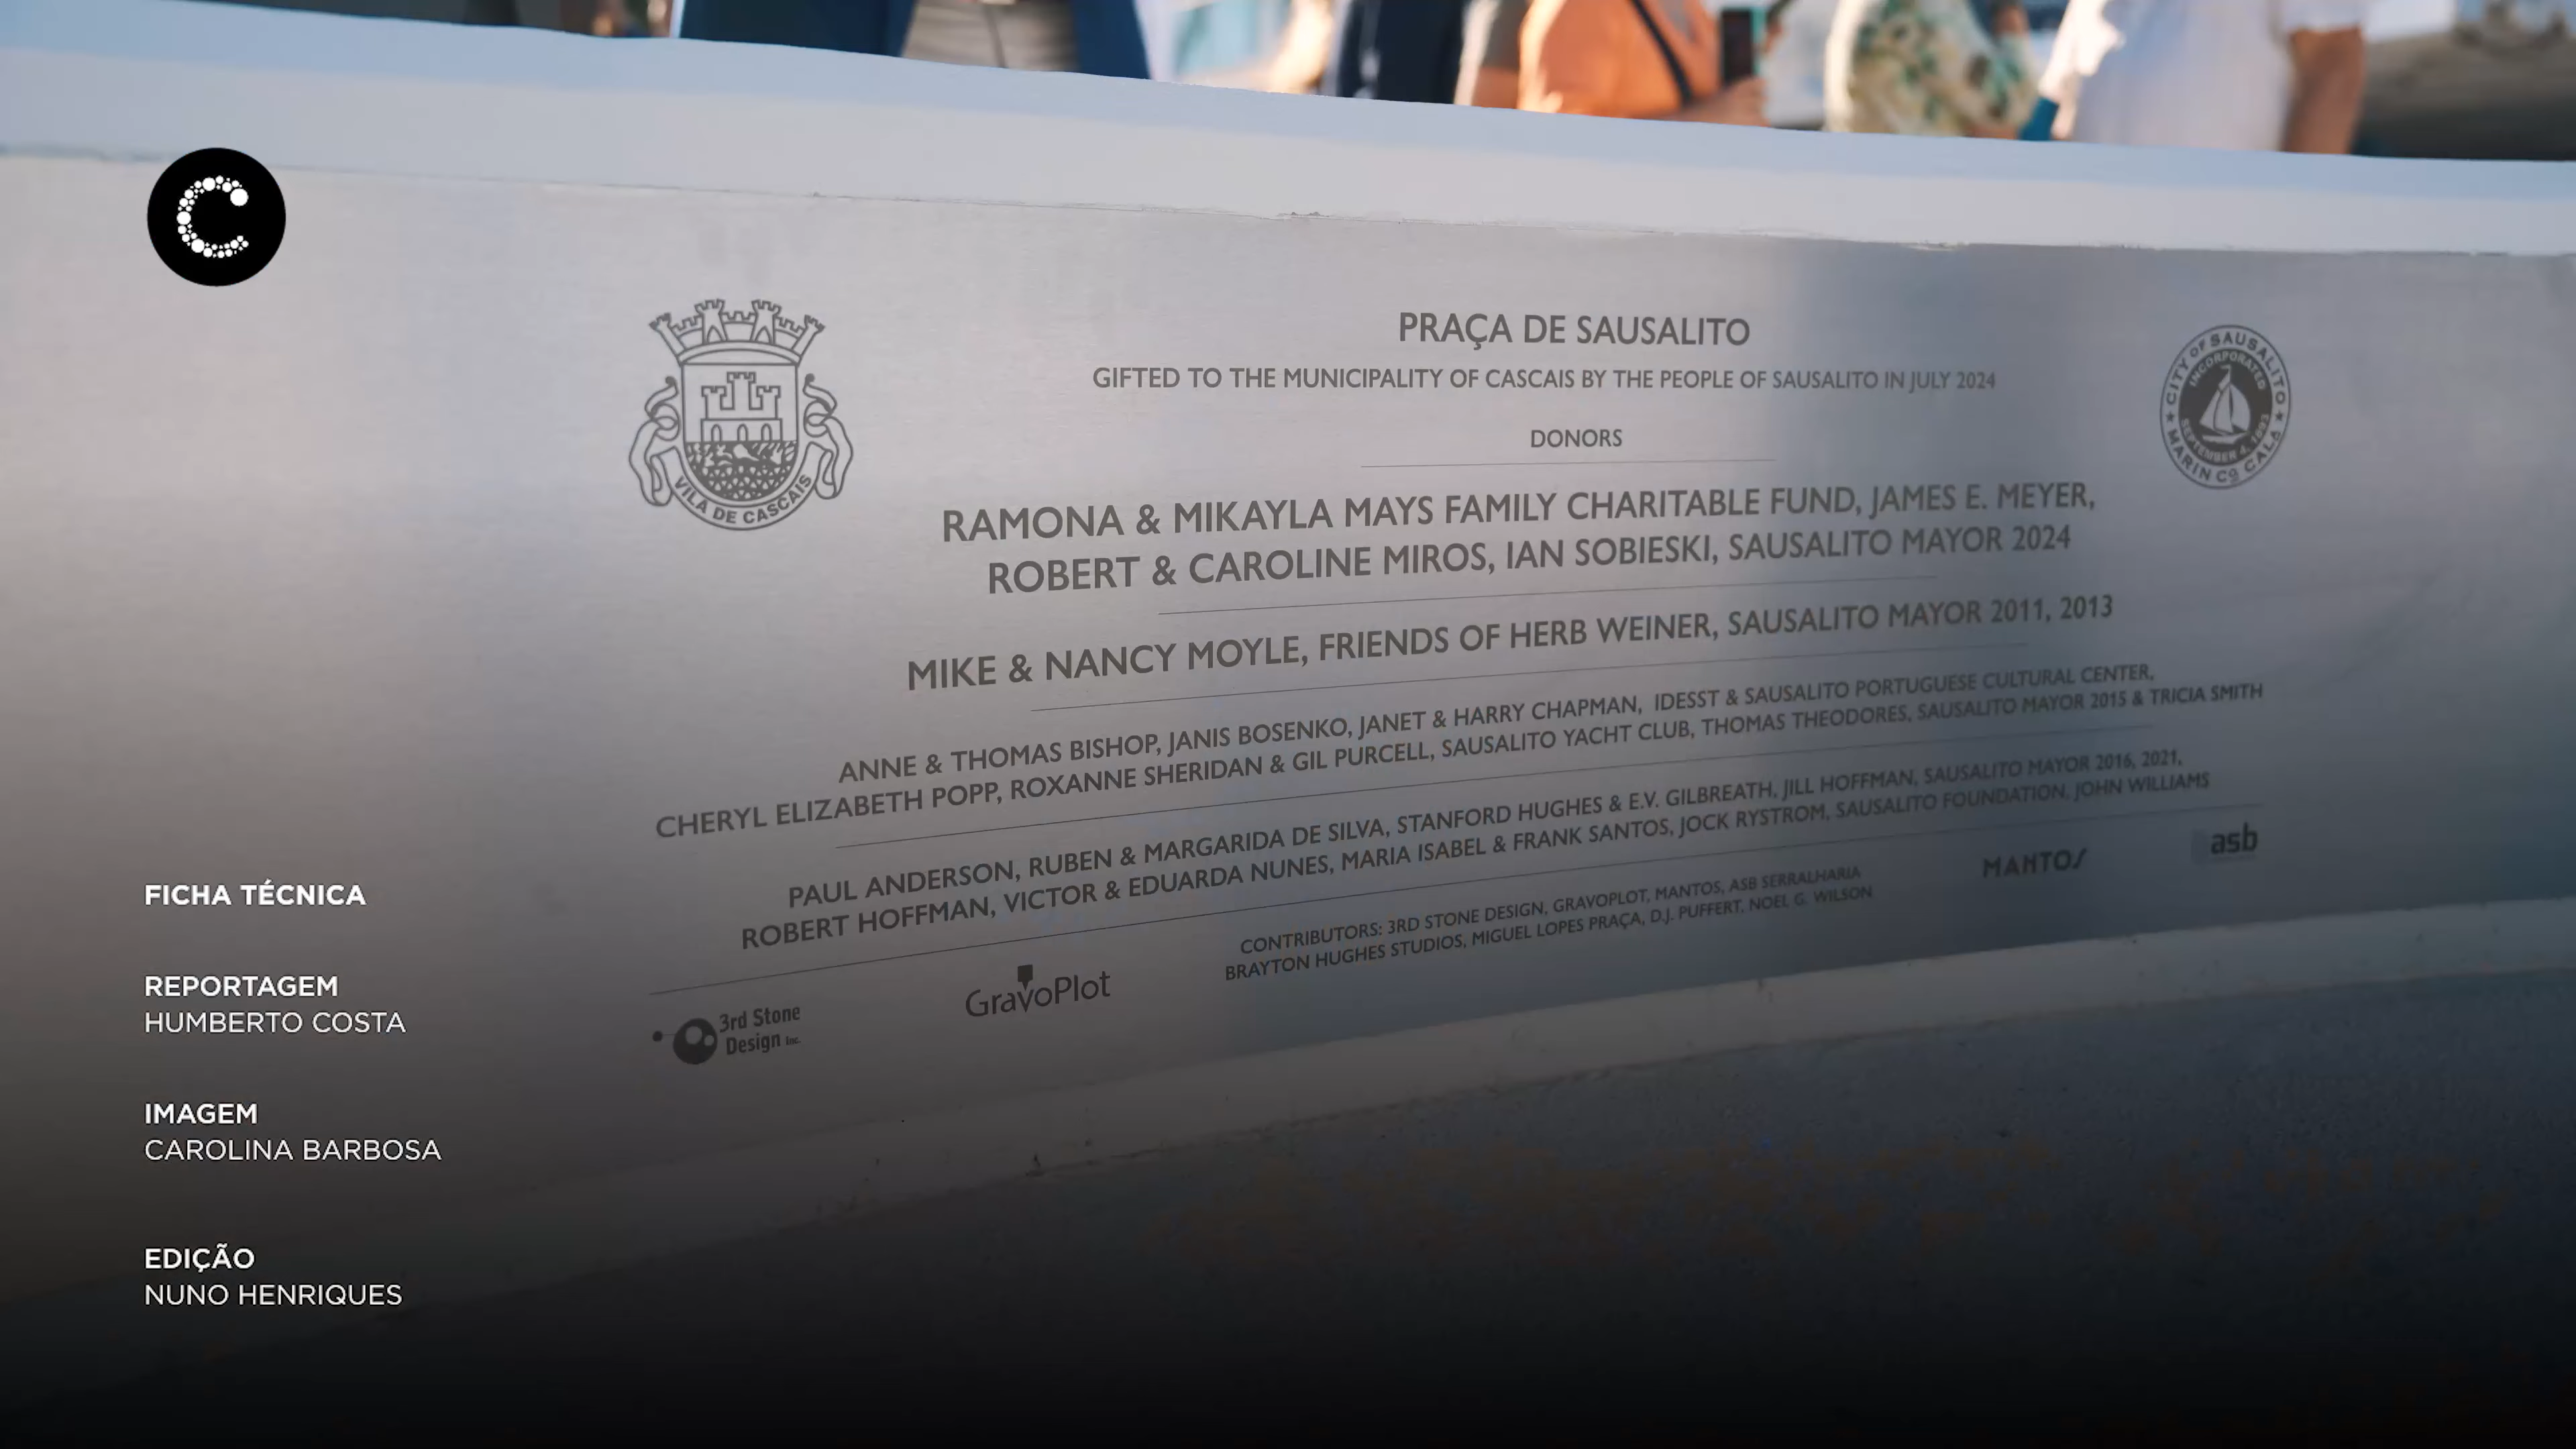 PRAÇA DE SAUSALITO
GIFTED TO THE MUNICIPALITY OF CASCAIS BY THE PEOPLE OF SAUSALITO IN JULY 2024
DONORS
RAMONA & MIKAYLA MAYS FAMILY CHARITABLE FUND, JAMES E. MEYER,
ROBERT & CAROLINE MIROS, IAN SOBIESKI, SAUSALITO MAYOR 2024
MIKE & NANCY MOYLE, FRIENDS OF HERB WEINER, SAUSALITO MAYOR 2011, 2013
ANNE & THOMAS BISHOP, JANIS BOSENKO, JANET & HARRY CHAPMAN, IDESST & SAUSALITO PORTUGUESE CULTURAL CENTER,
CHERYL ELIZABETH POPP, ROXANNE SHERIDAN & GIL PURCELL, SAUSALITO YACHT CLUB, THOMAS THEODORES, SAUSALITO MAYOR 2015 & TRICIA SMITH
PAUL ANDERSON, RUBEN & MARGARIDA DE SILVA, STANFORD HUGHES & E.V. GILBREATH, JILL HOFFMAN, SAUSALITO MAYOR 2016, 2021,
ROBERT HOFFMAN, VICTOR & EDUARDA NUNES, MARIA ISABEL & FRANK SANTOS, JOCK RYSTROM, SAUSALITO FOUNDATION, JOHN WILLIAMS
CONTRIBUTORS: 3RD STONE DESIGN, GRAVOPLOT, MANTOS, ASB SERRALHARIA
BRAYTON HUGHES STUDIOS, MIGUEL LOPES PRAÇA, D.J. PUFFERT, NOEL G. WILSON
3rd Stone
Design Inc.
GravoPlot
MANTOS
asb
VILA DE CASCAIS
CITY OF SAUSALITO
INCORPORATED
SEPTEMBER 4, 1893
MARIN CO. CALA
C
FICHA TÉCNICA
REPORTAGEM
HUMBERTO COSTA
IMAGEM
CAROLINA BARBOSA
EDIÇÃO
NUNO HENRIQUES